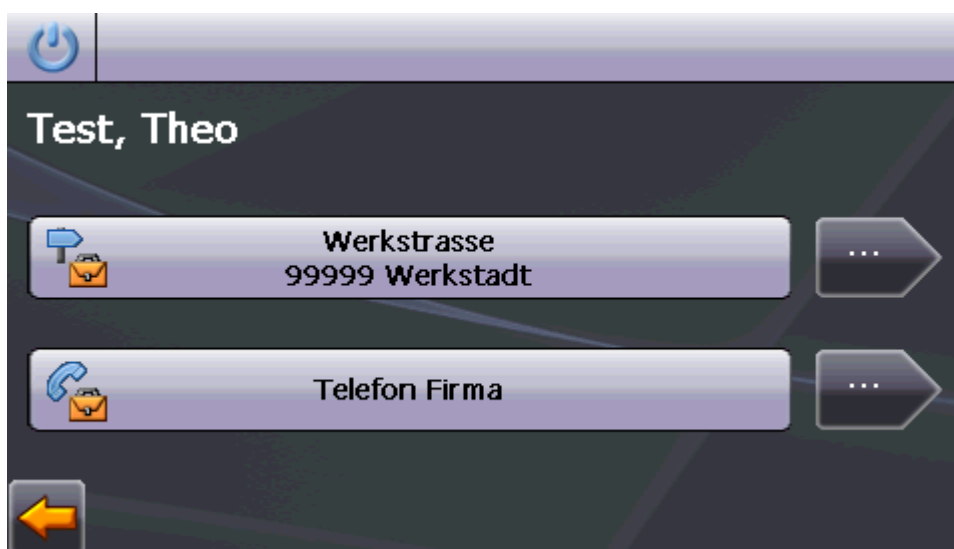 Test, Theo
Werkstrasse
99999 Werkstadt
...
Telefon Firma
...